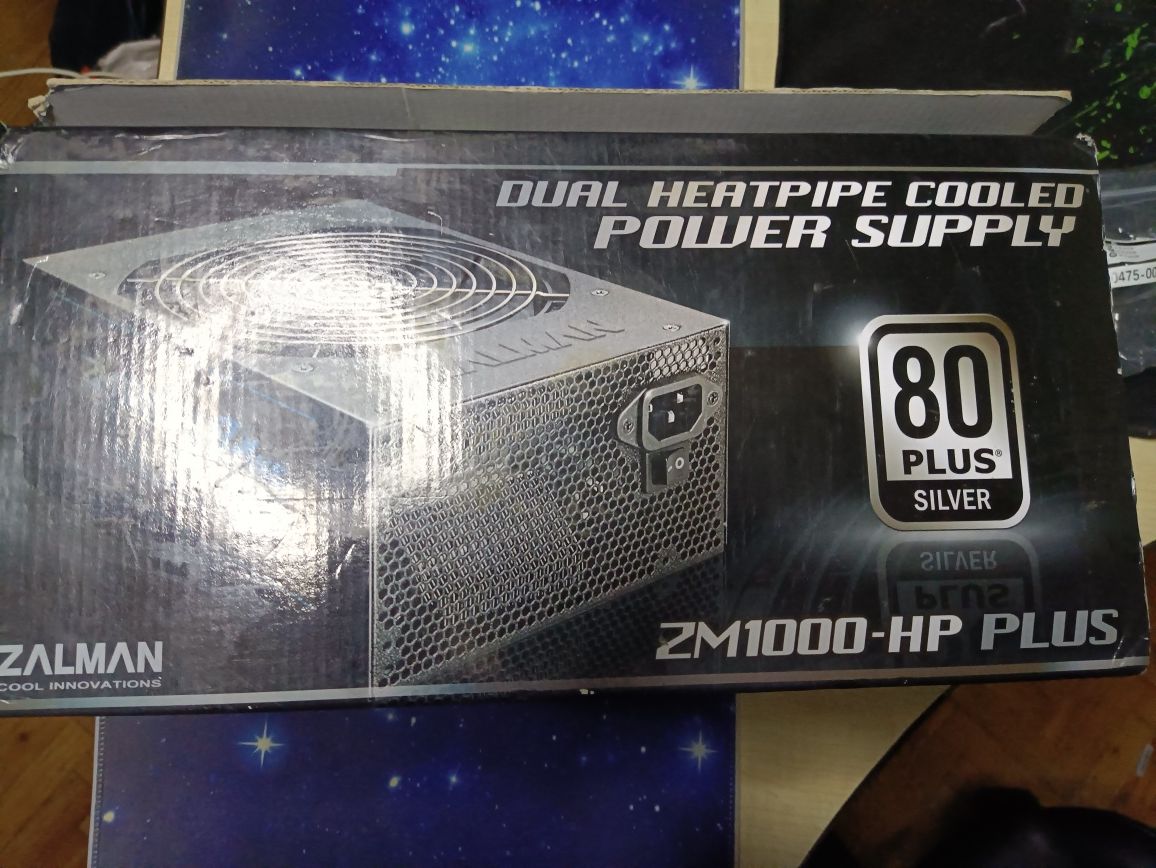 DUAL HEATPIPE COOLED
POWER SUPPLY
ZALMAN
80
PLUS®
SILVER
ZM1000-HP PLUS
ZALMAN
COOL INNOVATIONS